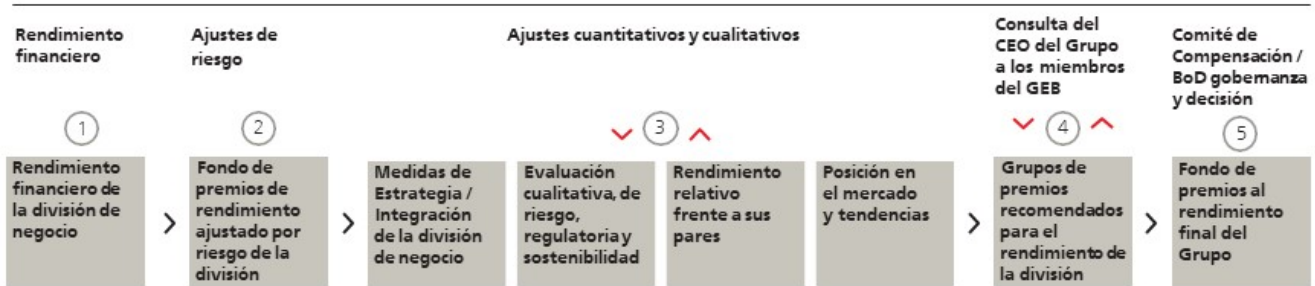 Rendimiento
financiero
Ajustes de
riesgo
Ajustes cuantitativos y cualitativos
Consulta del
CEO del Grupo
a los miembros
del GEB
Comité de
Compensación /
BoD gobernanza
y decisión
1
2
3
4
5
Rendimiento
financiero de
la división de
negocio
Fondo de
premios de
rendimiento
ajustado por
riesgo de la
división
Medidas de
Estrategia /
Integración
de la división
de negocio
Evaluación
cualitativa, de
riesgo,
regulatoria y
sostenibilidad
Rendimiento
relativo
frente a sus
pares
Posición en
el mercado
y tendencias
Grupos de
premios
recomendados
para el
rendimiento de
la división
Fondo de
premios al
rendimiento
final del
Grupo